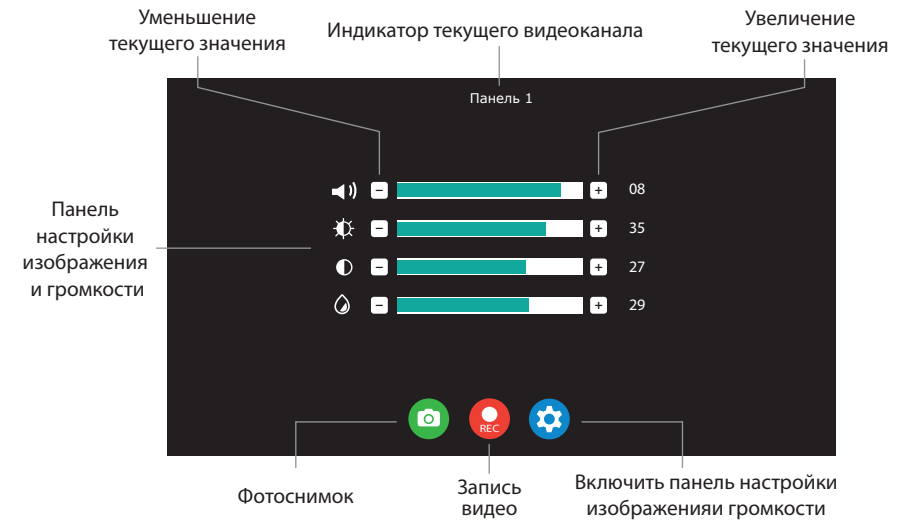 Уменьшение
текущего значения
Индикатор текущего видеоканала
Увеличение
текущего значения
Панель 1
08
35
27
29
Панель
настройки
изображения
и громкости
REC
Фотоснимок
Запись
видео
Включить панель настройки
изображенияи громкости